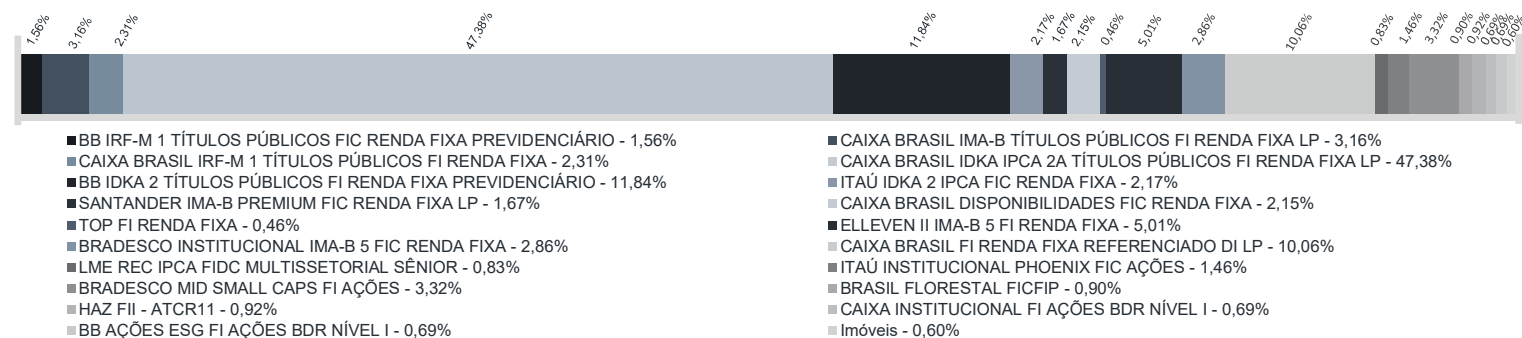 1,56%
3,16%
2,31%
47,38%
11,84%
2,17%
1,67%
2,15%
0,46%
5,01%
2,86%
10,06%
0,83%
1,46%
3,32%
0,90%
0,92%
0,69%
0,69%
0,60%
BB IRF-M 1 TÍTULOS PÚBLICOS FIC RENDA FIXA PREVIDENCIÁRIO - 1,56%
CAIXA BRASIL IMA-B TÍTULOS PÚBLICOS FI RENDA FIXA LP - 3,16%
CAIXA BRASIL IRF-M 1 TÍTULOS PÚBLICOS FI RENDA FIXA - 2,31%
CAIXA BRASIL IDKA IPCA 2A TÍTULOS PÚBLICOS FI RENDA FIXA LP - 47,38%
BB IDKA 2 TÍTULOS PÚBLICOS FI RENDA FIXA PREVIDENCIÁRIO - 11,84%
ITAÚ IDKA 2 IPCA FIC RENDA FIXA - 2,17%
SANTANDER IMA-B PREMIUM FIC RENDA FIXA LP - 1,67%
CAIXA BRASIL DISPONIBILIDADES FIC RENDA FIXA - 2,15%
TOP FI RENDA FIXA - 0,46%
ELLEVEN II IMA-B 5 FI RENDA FIXA - 5,01%
BRADESCO INSTITUCIONAL IMA-B 5 FIC RENDA FIXA - 2,86%
CAIXA BRASIL FI RENDA FIXA REFERENCIADO DI LP - 10,06%
LME REC IPCA FIDC MULTISSETORIAL SÊNIOR - 0,83%
ITAÚ INSTITUCIONAL PHOENIX FIC AÇÕES - 1,46%
BRADESCO MID SMALL CAPS FI AÇÕES - 3,32%
BRASIL FLORESTAL FICFIP - 0,90%
HAZ FII - ATCR11 - 0,92%
CAIXA INSTITUCIONAL FI AÇÕES BDR NÍVEL I - 0,69%
BB AÇÕES ESG FI AÇÕES BDR NÍVEL I - 0,69%
Imóveis - 0,60%